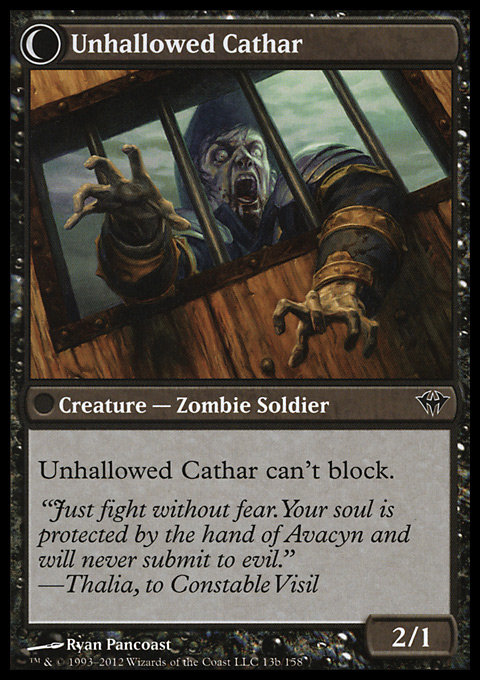 Unhallowed Cathar
Creature — Zombie Soldier
Unhallowed Cathar can't block.
"Just fight without fear. Your soul is
protected by the hand of Avacyn and
will never submit to evil."
—Thalia, to Constable Visil
Ryan Pancoast
2/1
™ & © 1993–2012 Wizards of the Coast LLC 13b/158